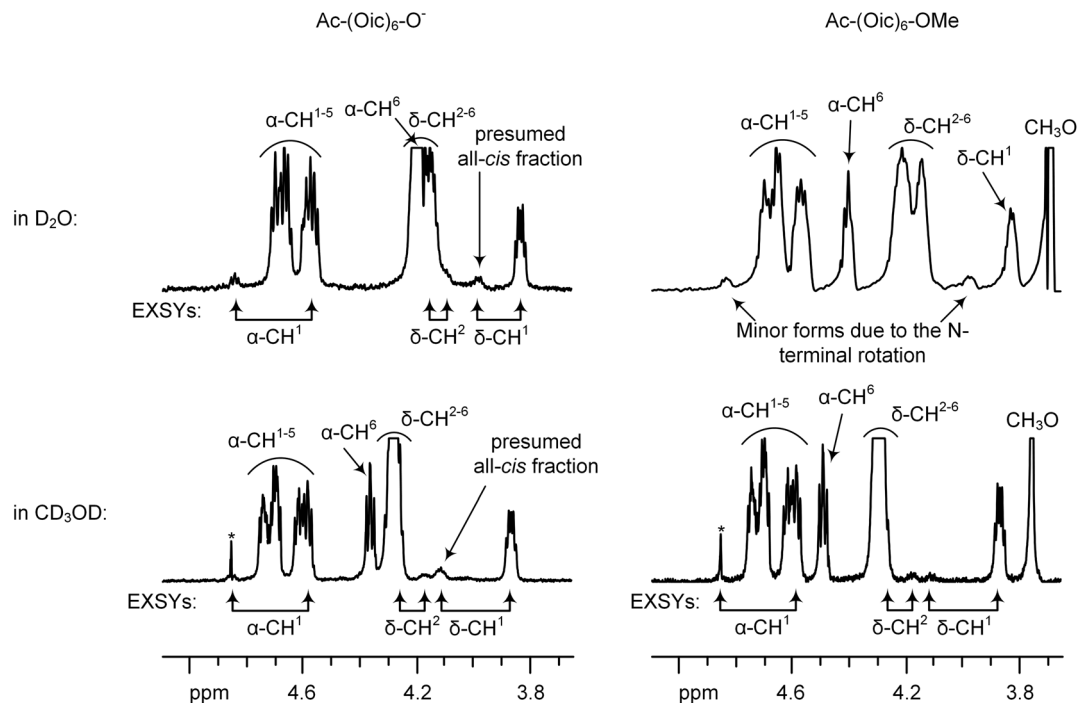 Ac-(Oic)₆-O⁻
Ac-(Oic)₆-OMe
in D₂O:
α-CH¹⁻⁵
α-CH⁶
δ-CH²⁻⁶
presumed
all-cis fraction
EXSYs:
α-CH¹
δ-CH²
δ-CH¹
α-CH¹⁻⁵
α-CH⁶
δ-CH²⁻⁶
δ-CH¹
CH₃O
Minor forms due to the N-
terminal rotation
in CD₃OD:
α-CH¹⁻⁵
α-CH⁶
δ-CH²⁻⁶
presumed
all-cis fraction
*
EXSYs:
α-CH¹
δ-CH²
δ-CH¹
α-CH¹⁻⁵
α-CH⁶
δ-CH²⁻⁶
CH₃O
*
EXSYs:
α-CH¹
δ-CH²
δ-CH¹
ppm 4.6 4.2 3.8
ppm 4.6 4.2 3.8